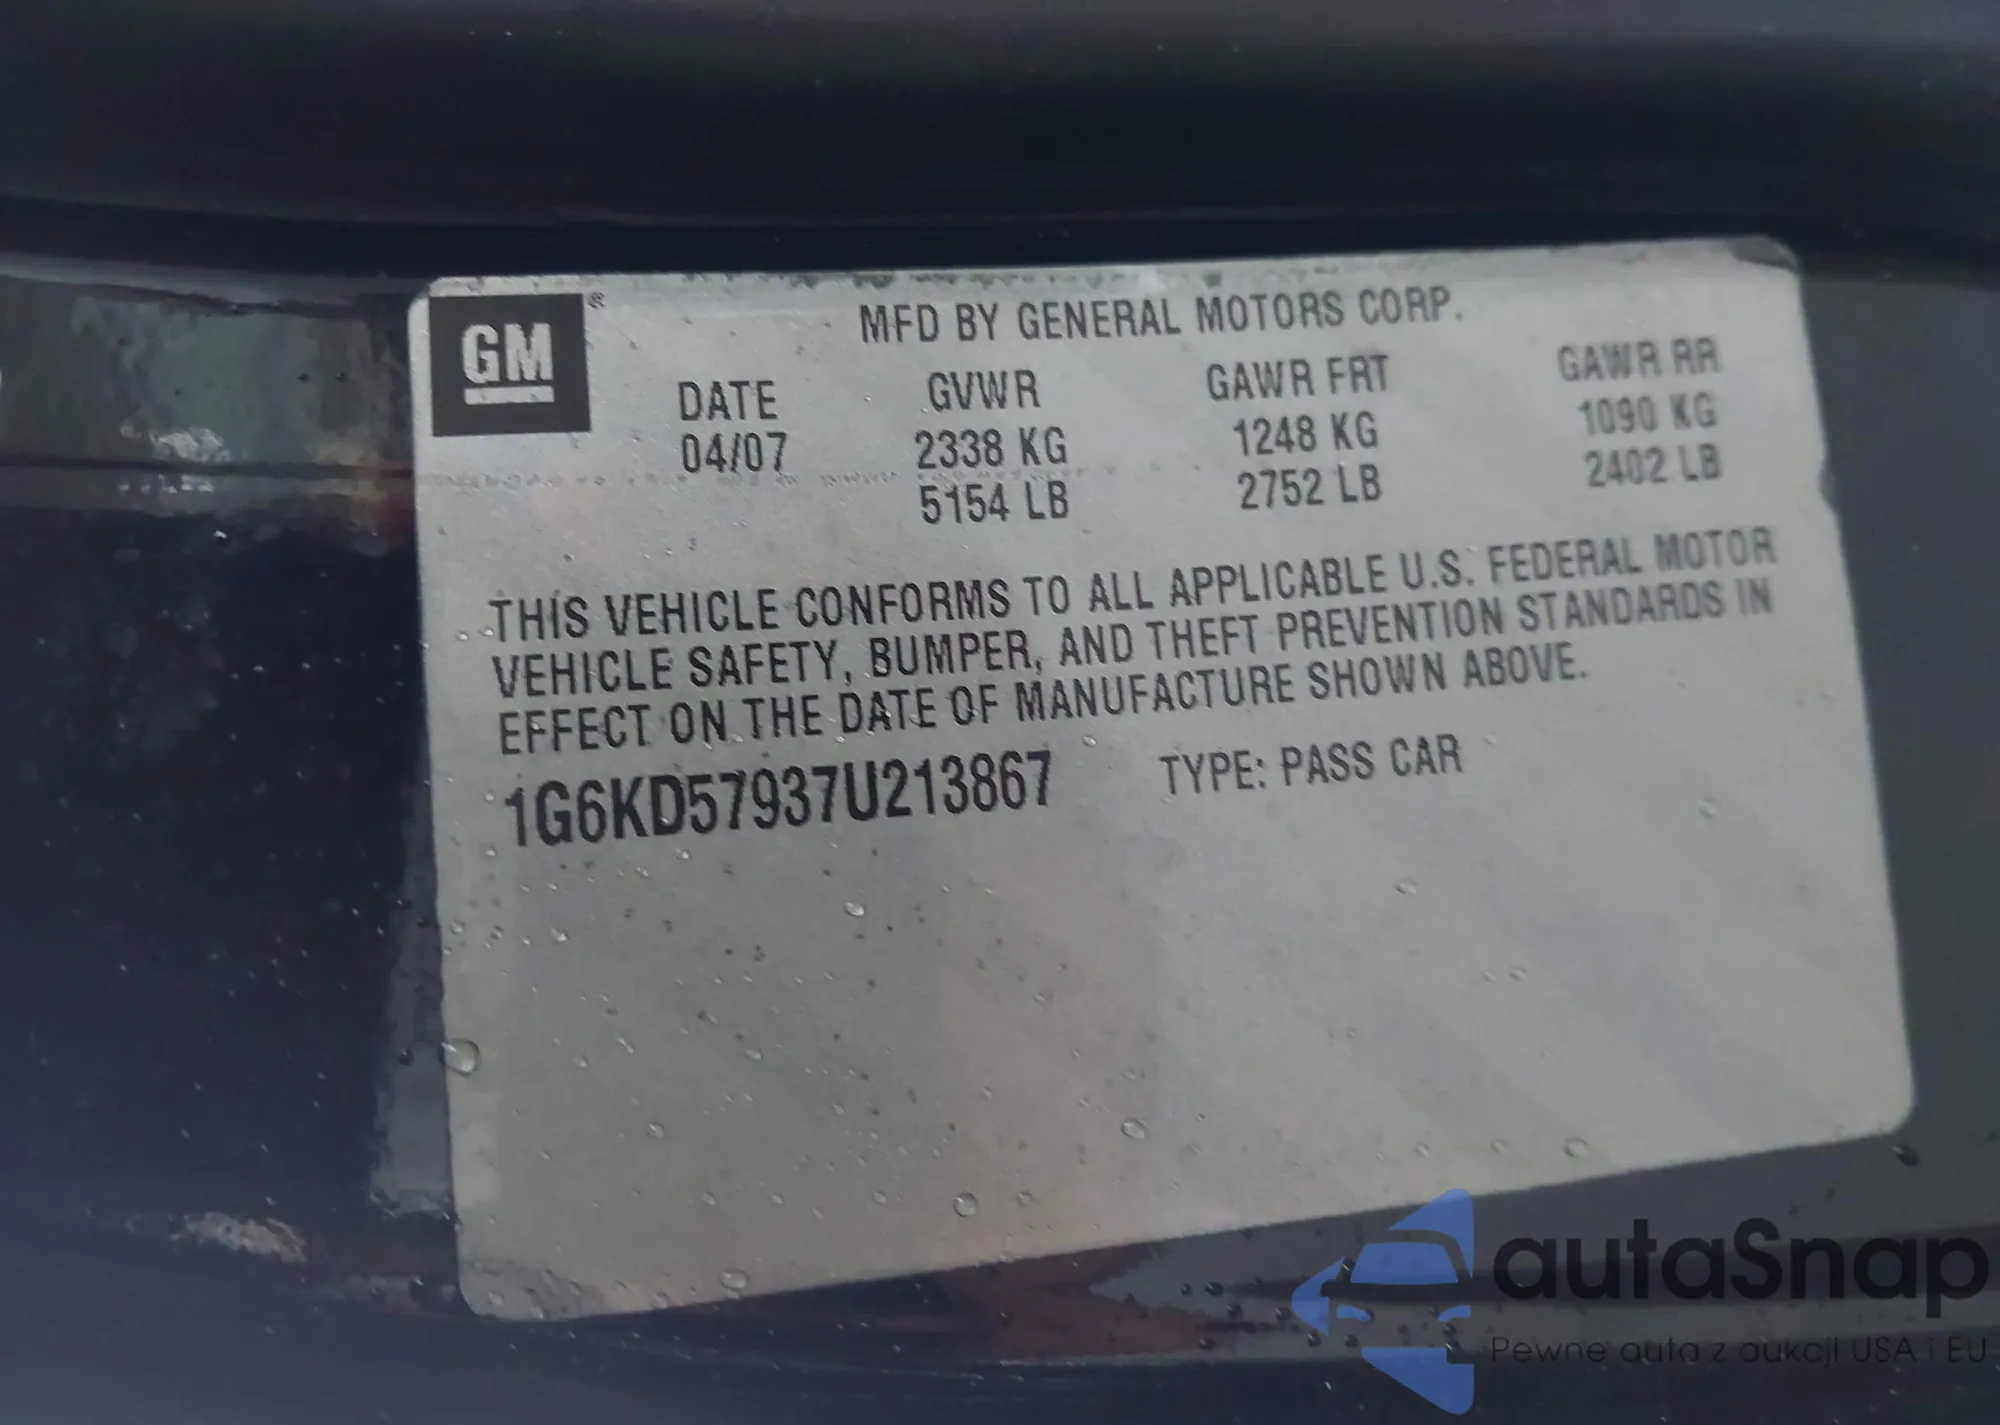 GM ®
MFD BY GENERAL MOTORS CORP.
DATE GVWR GAWR FRT GAWR RR
04/07 2338 KG 1248 KG 1090 KG
5154 LB 2752 LB 2402 LB
THIS VEHICLE CONFORMS TO ALL APPLICABLE U.S. FEDERAL MOTOR
VEHICLE SAFETY, BUMPER, AND THEFT PREVENTION STANDARDS IN
EFFECT ON THE DATE OF MANUFACTURE SHOWN ABOVE.
1G6KD57937U213867 TYPE: PASS CAR
autaSnap
Pewne auta z aukcji USA i EU